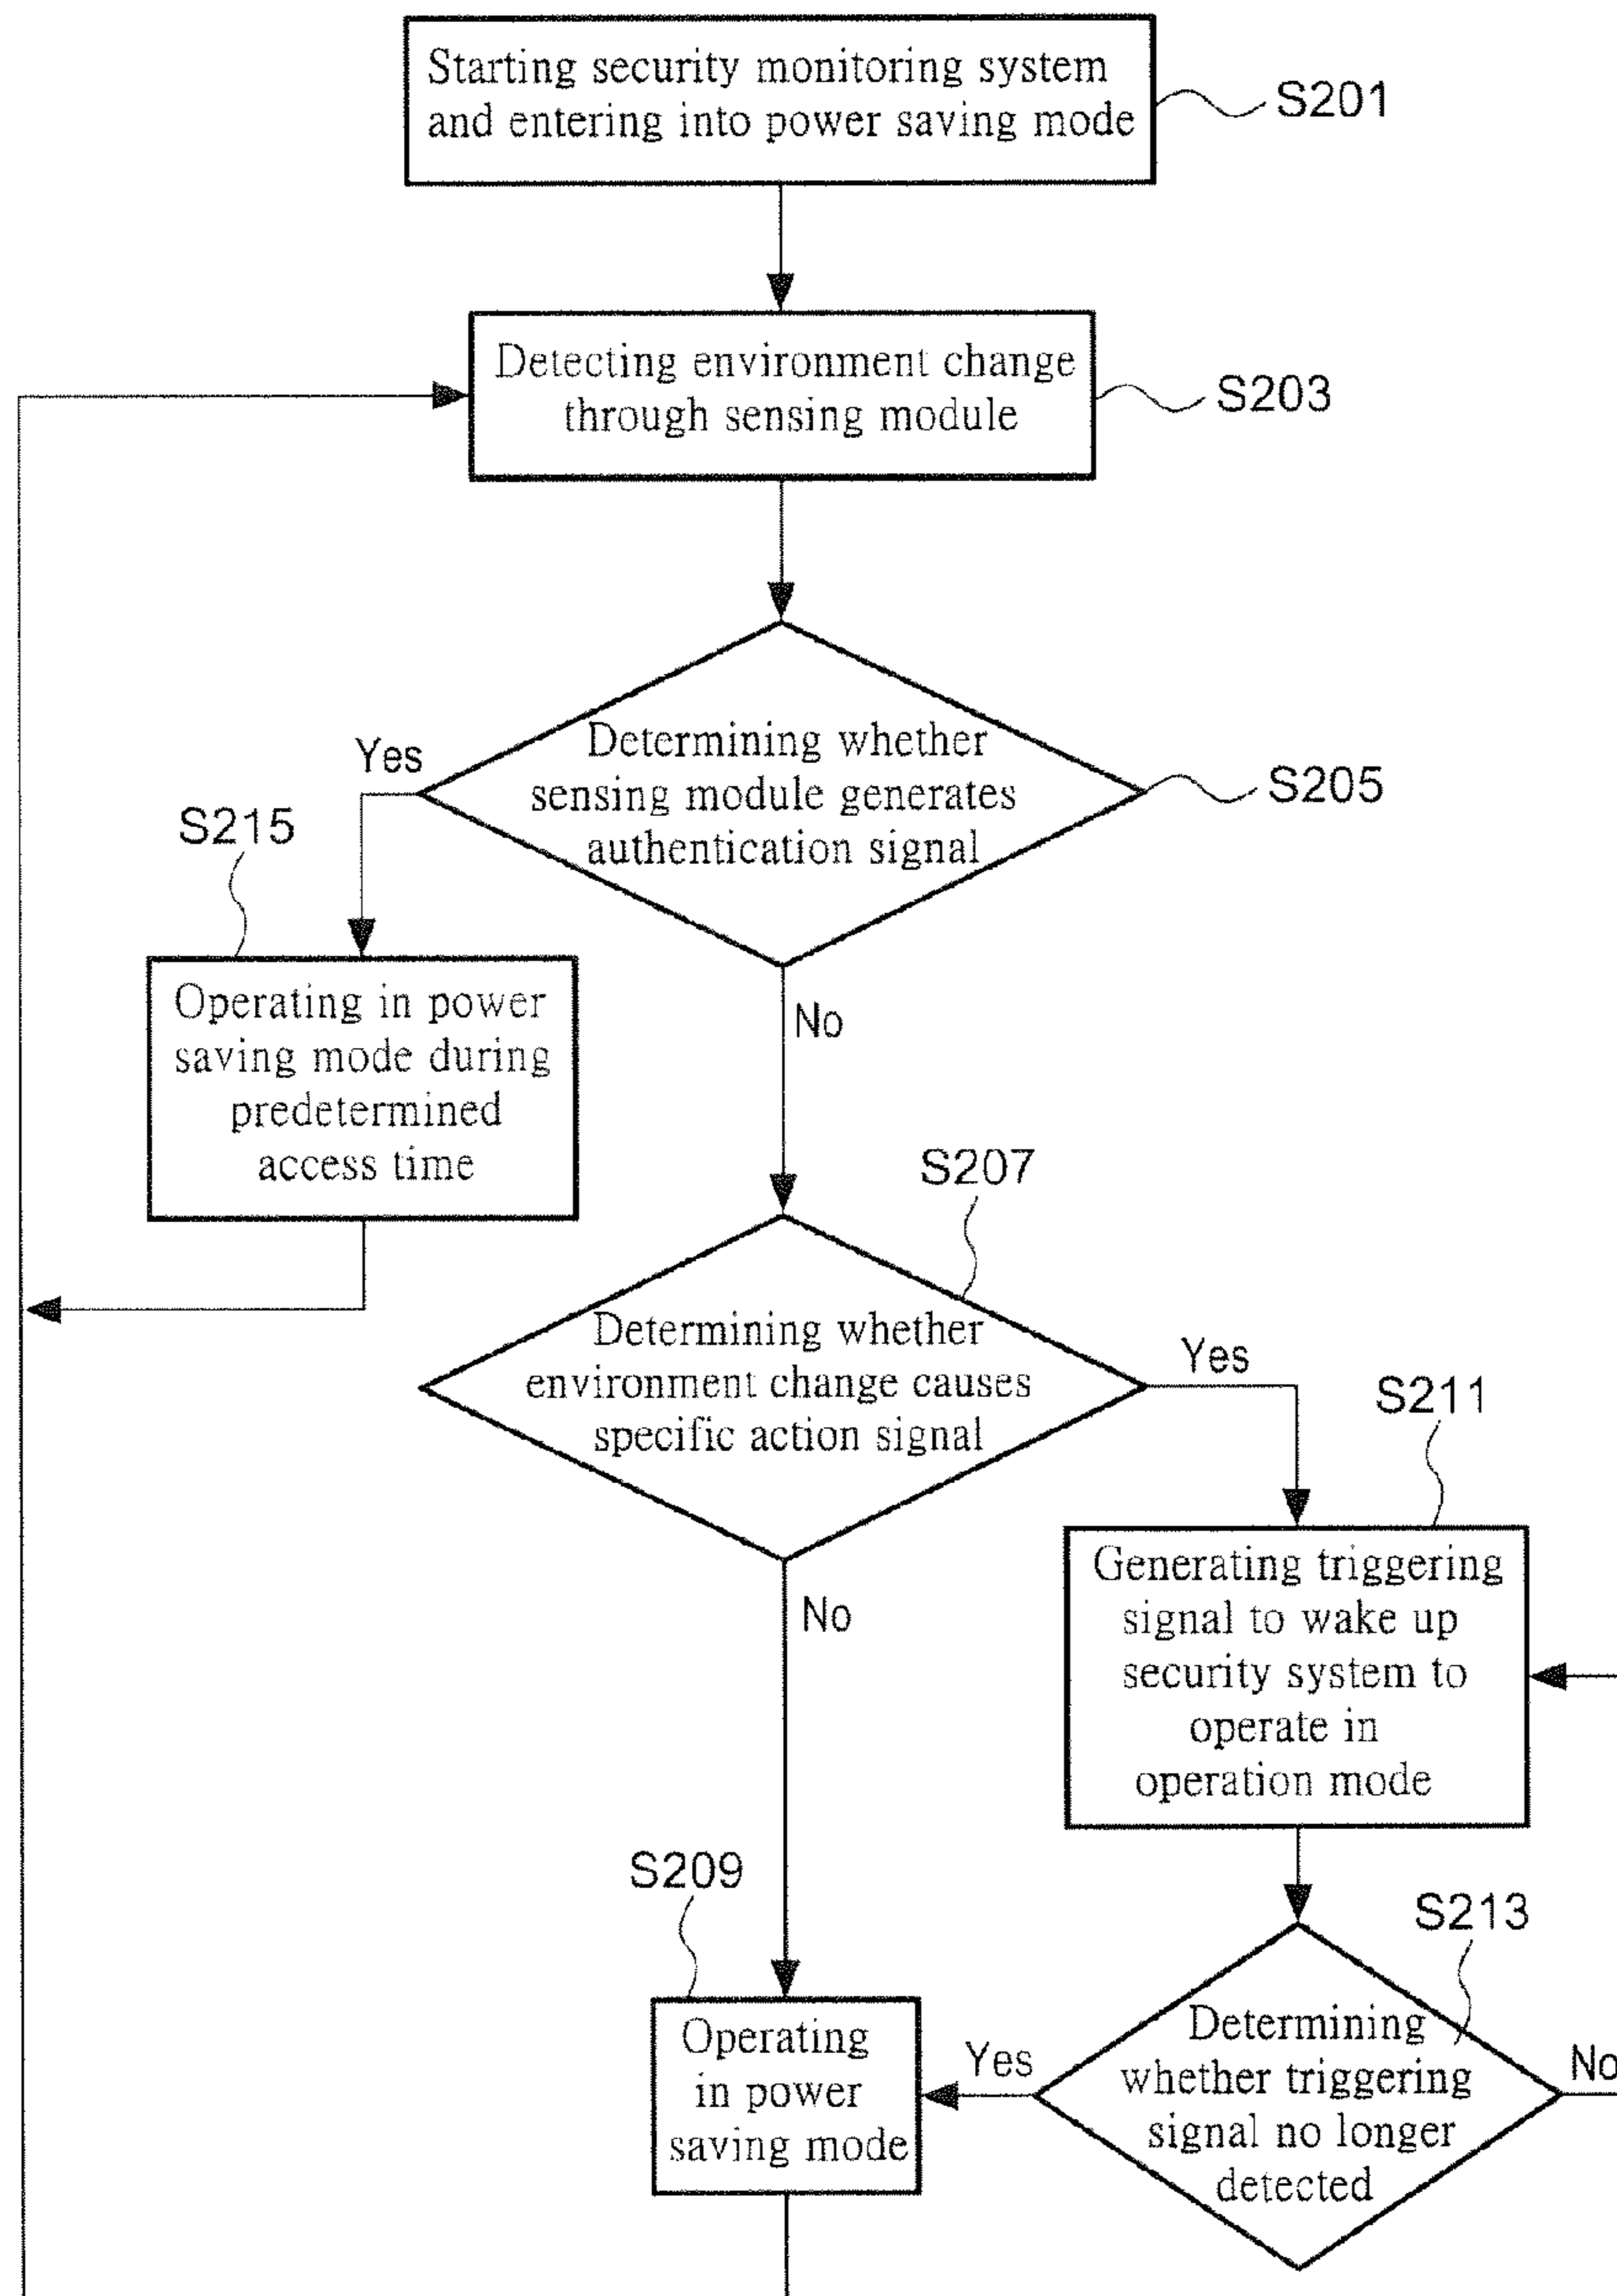 Starting security monitoring system
and entering into power saving mode
S201
Detecting environment change
through sensing module
S203
Determining whether
sensing module generates
authentication signal
S205
Yes
S215
Operating in power
saving mode during
predetermined
access time
No
S207
Determining whether
environment change causes
specific action signal
Yes
S211
Generating triggering
signal to wake up
security system to
operate in
operation mode
No
S209
Operating
in power
saving mode
S213
Determining
whether triggering
signal no longer
detected
Yes
No